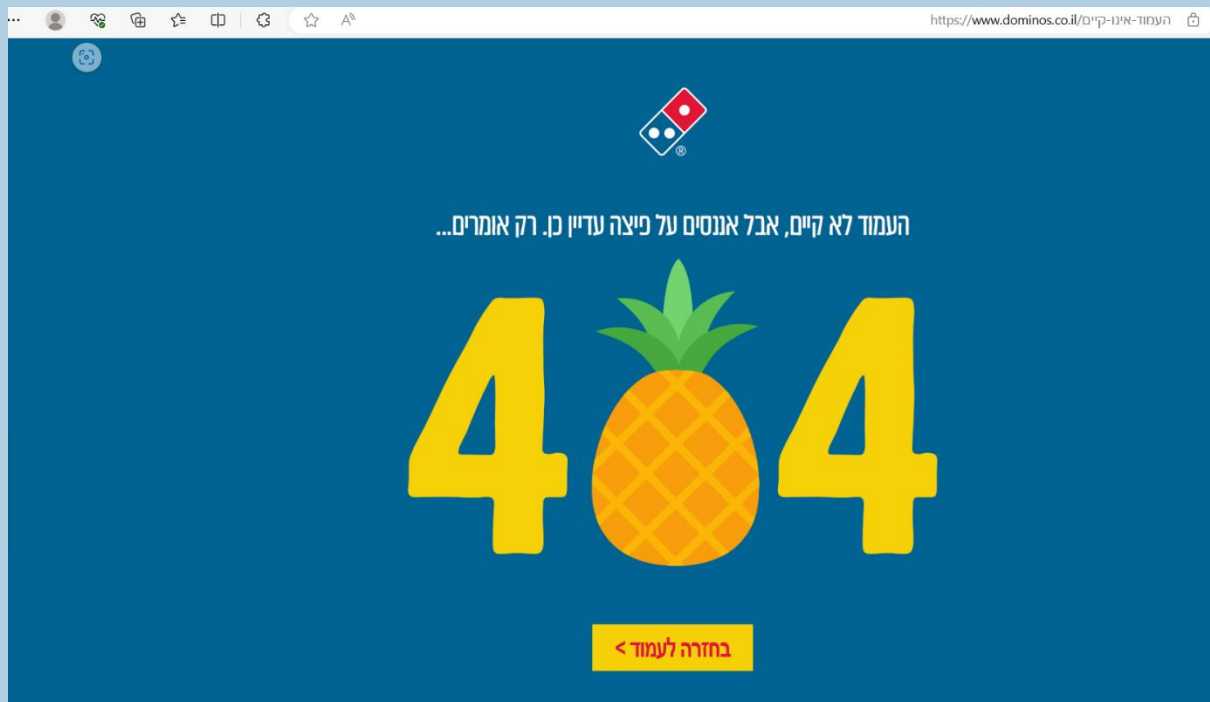 https://www.dominos.co.il/העמוד-אינו-קיים
העמוד לא קיים, אבל אננסים על פיצה עדיין כן. רק אומרים...
404
בחזרה לעמוד >